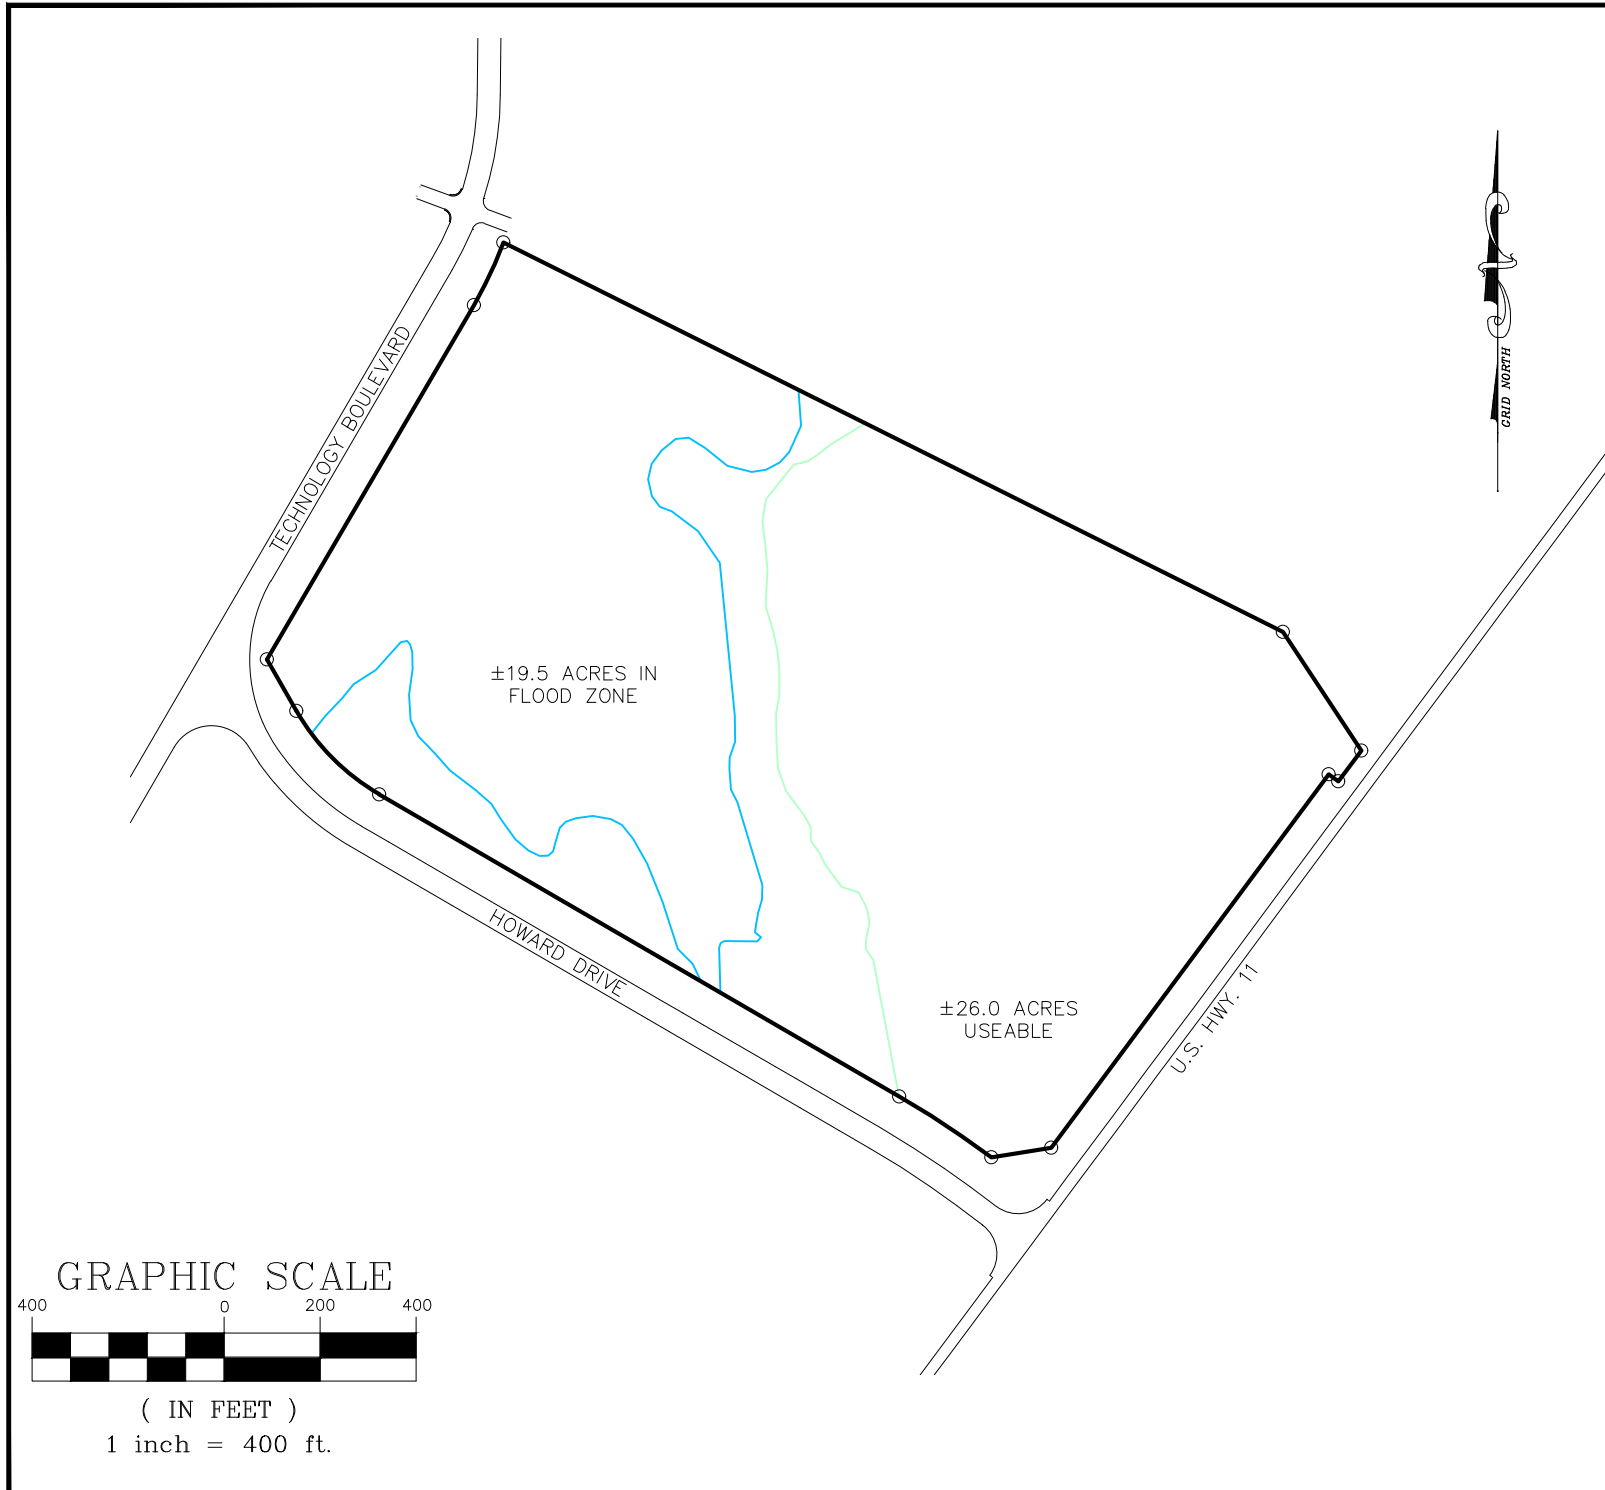 TECHNOLOGY BOULEVARD
GRID NORTH
±19.5 ACRES IN
FLOOD ZONE
HOWARD DRIVE
±26.0 ACRES
USEABLE
U.S. HWY. 11
GRAPHIC SCALE
400 0 200 400
( IN FEET )
1 inch = 400 ft.